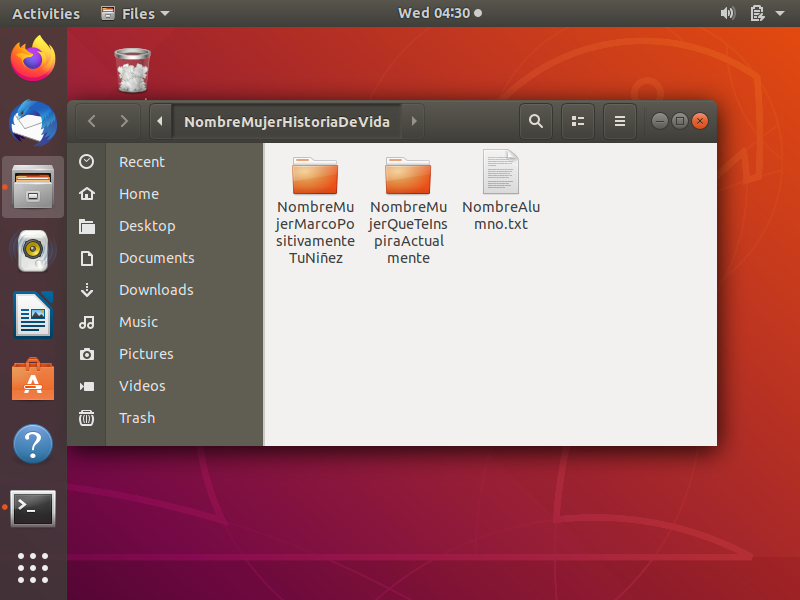 Activities Files Wed 04:30
NombreMujerHistoriaDeVida
Recent
Home
Desktop
Documents
Downloads
Music
Pictures
Videos
Trash
NombreMu
jerMarcoPo
sitivamente
TuNiñez
NombreMu
jerQueTeIns
piraActual
mente
NombreAlu
mno.txt